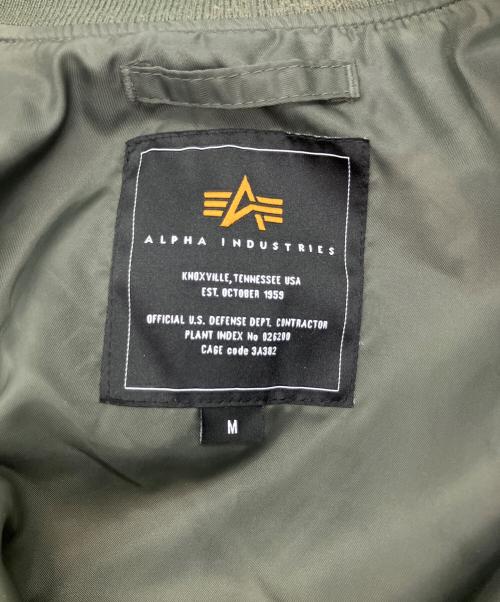 ALPHA INDUSTRIES
KNOXVILLE, TENNESSEE USA
EST. OCTOBER 1959
OFFICIAL U.S. DEFENSE DEPT. CONTRACTOR
PLANT INDEX No 026200
CAGE code 3A382
M